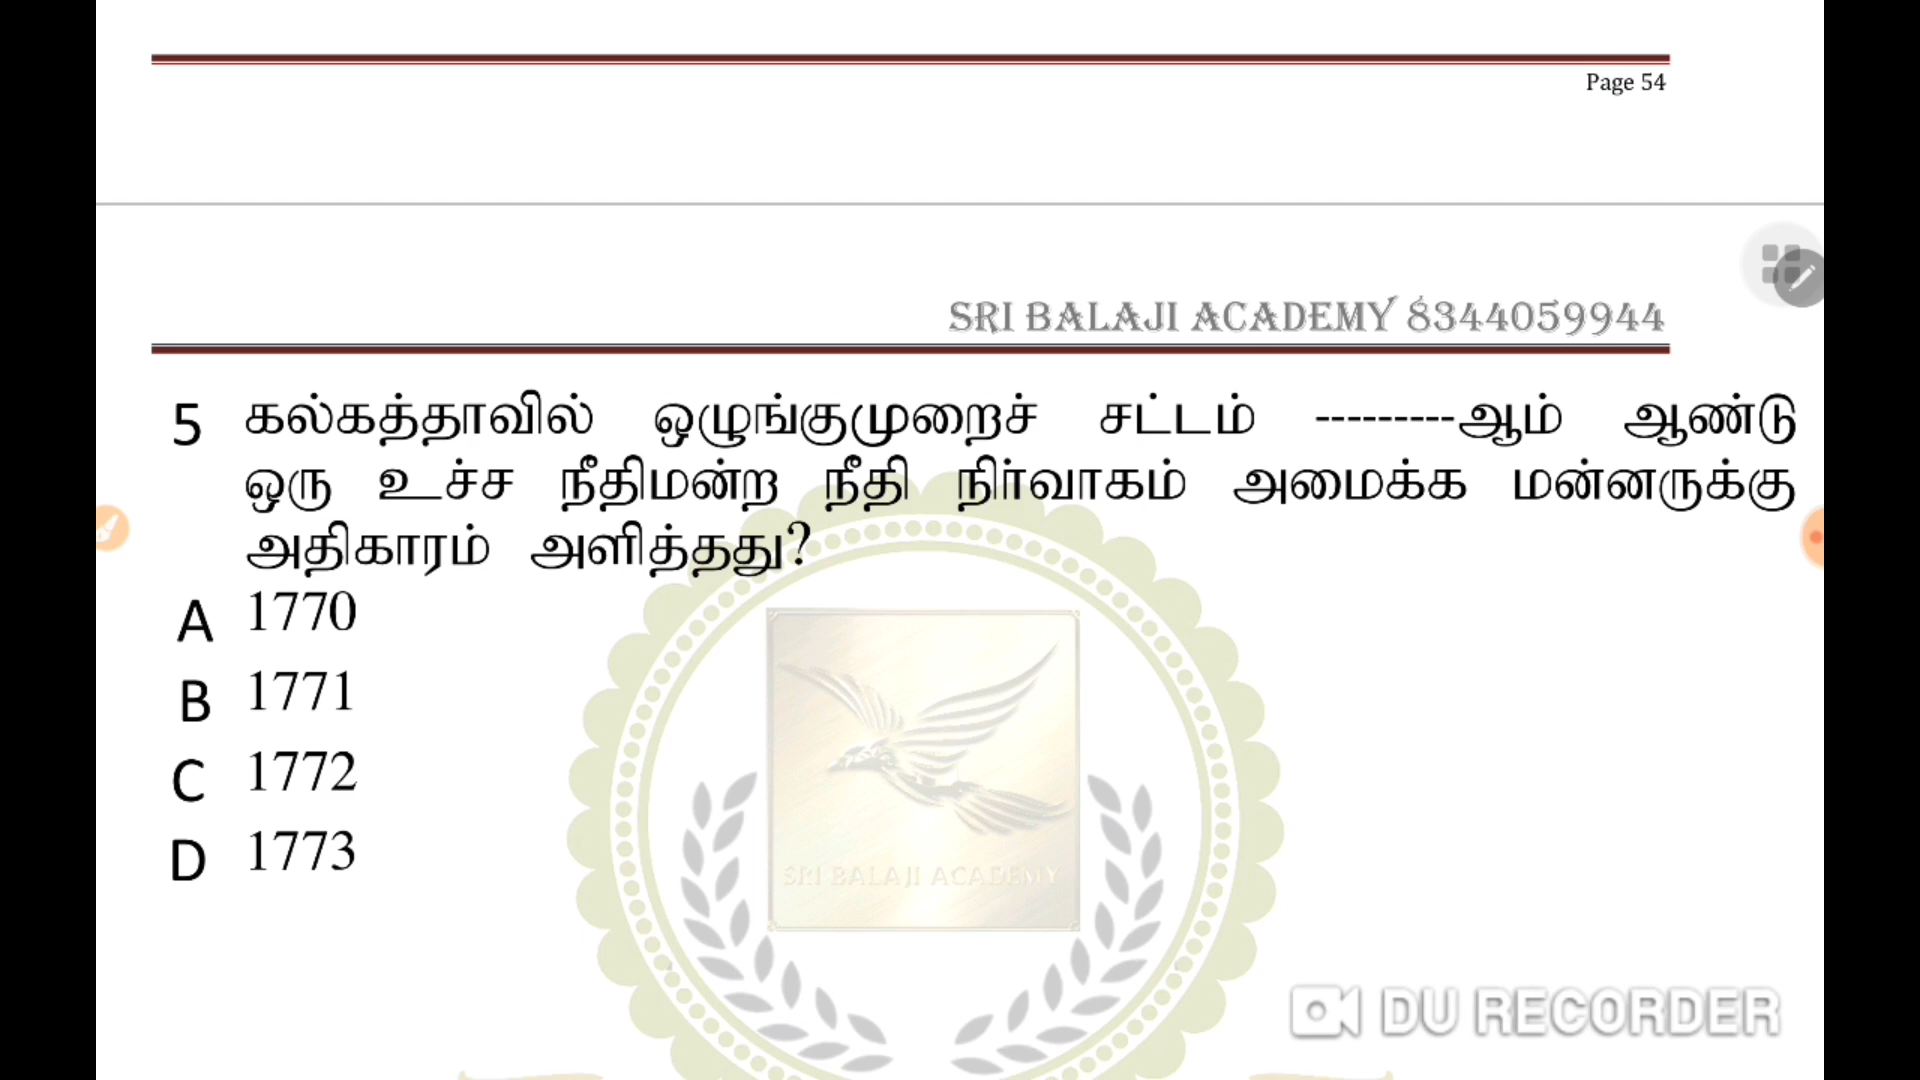 Page 54
SRI BALAJI ACADEMY 8344059944
5 கல்கத்தாவில் ஒழுங்குமுறைச் சட்டம் ---------ஆம் ஆண்டு
ஒரு உச்ச நீதிமன்ற நீதி நிர்வாகம் அமைக்க மன்னருக்கு
அதிகாரம் அளித்தது?
A 1770
B 1771
C 1772
D 1773
SRI BALAJI ACADEMY
DU RECORDER